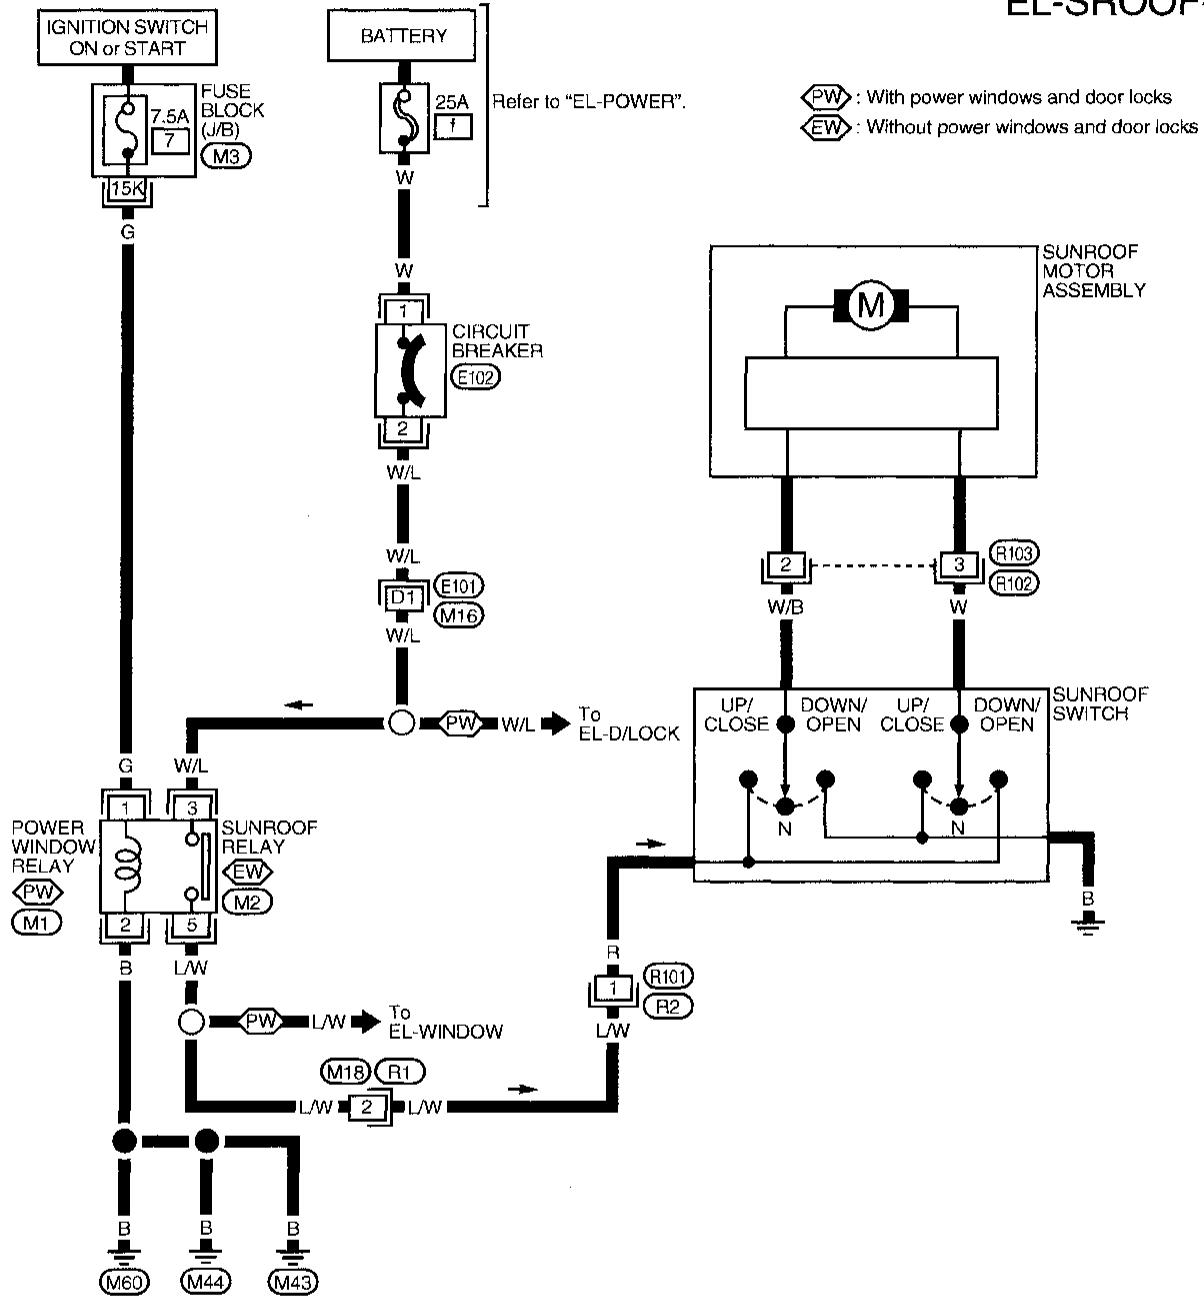 EL-SROOF-
IGNITION SWITCH
ON or START
BATTERY
FUSE
BLOCK
(J/B)
M3
7.5A
7
15K
G
25A
f
Refer to "EL-POWER".
PW : With power windows and door locks
EW : Without power windows and door locks
W
W
1
CIRCUIT
BREAKER
E102
2
W/L
W/L
D1
E101
M16
W/L
SUNROOF
MOTOR
ASSEMBLY
M
2
3
R103
R102
W/B
W
PW
W/L
To
EL-D/LOCK
UP/
CLOSE
DOWN/
OPEN
UP/
CLOSE
DOWN/
OPEN
SUNROOF
SWITCH
N
N
B
G
W/L
1
3
POWER
WINDOW
RELAY
PW
M1
SUNROOF
RELAY
EW
M2
2
5
B
L/W
PW
L/W
To
EL-WINDOW
R
1
R101
R2
L/W
M18
R1
L/W
2
L/W
B
B
B
M60
M44
M43